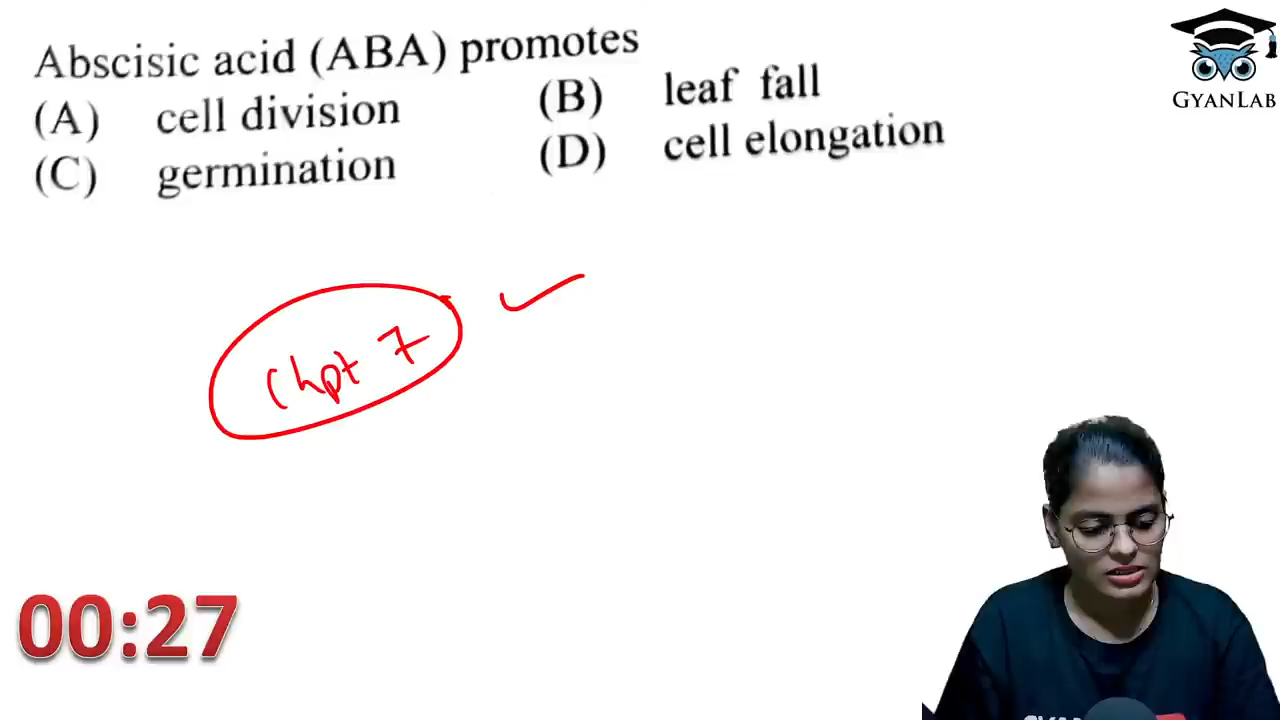 Abscisic acid (ABA) promotes
(A) cell division (B) leaf fall
(C) germination (D) cell elongation
GYANLAB
Chpt 7
00:27